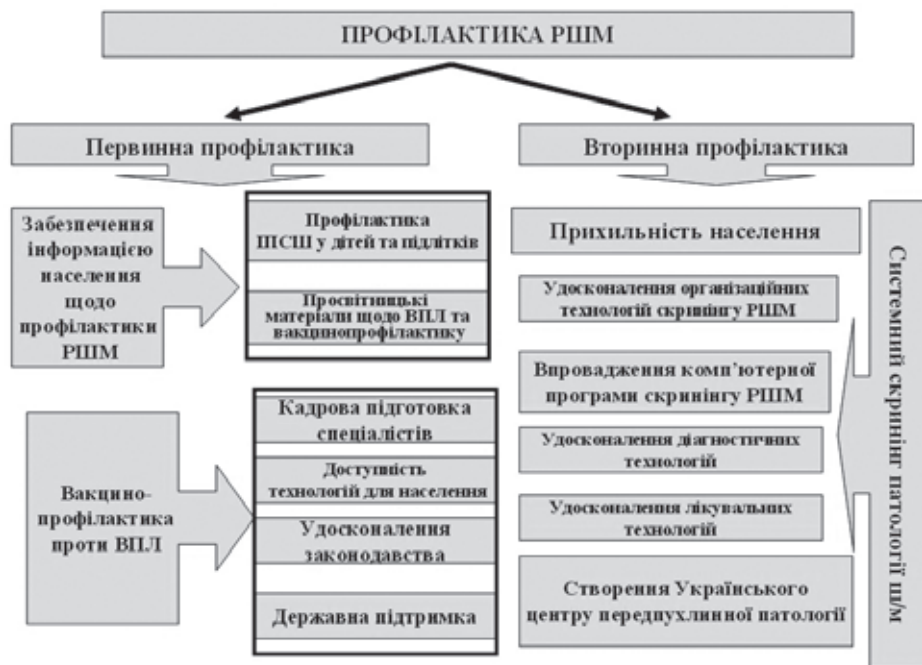 ПРОФІЛАКТИКА РШМ
Первинна профілактика
Забезпечення
інформацією
населення
щодо
профілактики
РШМ
Профілактика
ІПСШ у дітей та підлітків
Просвітницькі
матеріали щодо ВПЛ та
вакцинопрофілактику
Вакцино-
профілактика
проти ВПЛ
Кадрова підготовка
спеціалістів
Доступність
технологій для населення
Удосконалення
законодавства
Державна підтримка
Вторинна профілактика
Прихильність населення
Удосконалення організаційних
технологій скринінгу РШМ
Впровадження комп’ютерної
програми скринінгу РШМ
Удосконалення діагностичних
технологій
Удосконалення лікувальних
технологій
Створення Українського
центру передпухлинної патології
Системний скринінг патології ш/м